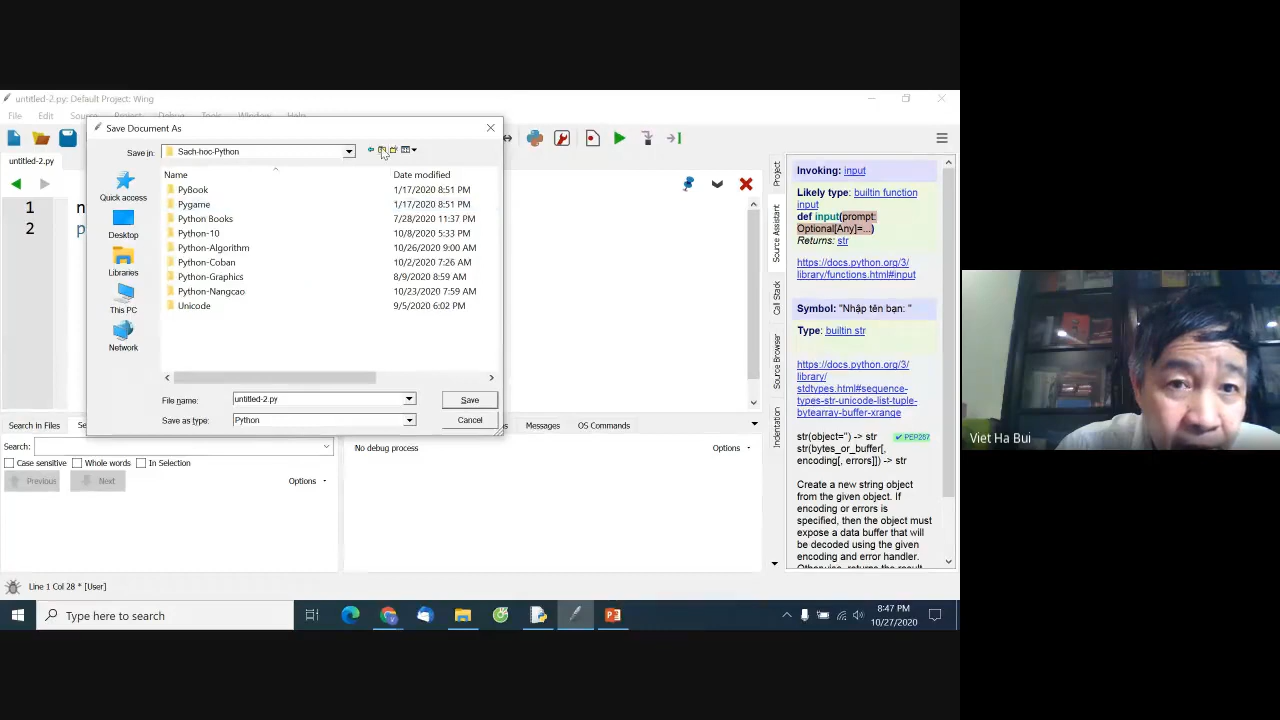 untitled-2.py: Default Project: Wing
File Edit Source Project Debug Tools Window Help
untitled-2.py
1 n
2 p
Save Document As
Save in: Sach-hoc-Python
Name Date modified
PyBook 1/17/2020 8:51 PM
Pygame 1/17/2020 8:51 PM
Python Books 7/28/2020 11:37 PM
Python-10 10/8/2020 5:33 PM
Python-Algorithm 10/26/2020 9:00 AM
Python-Coban 10/2/2020 7:26 AM
Python-Graphics 8/9/2020 8:59 AM
Python-Nangcao 10/23/2020 7:59 AM
Unicode 9/5/2020 6:02 PM
Quick access
Desktop
Libraries
This PC
Network
File name: untitled-2.py Save
Save as type: Python Cancel
Search in Files Se Messages OS Commands
Search:
Case sensitive Whole words In Selection
Previous Next Options
No debug process Options
Project
Source Assistant
Call Stack
Source Browser
Indentation
Invoking: input
Likely type: builtin function
input
def input(prompt:
Optional[Any]=...)
Returns: str
https://docs.python.org/3/
library/functions.html#input
Symbol: "Nhập tên bạn: "
Type: builtin str
https://docs.python.org/3/
library/
stdtypes.html#sequence-
types-str-unicode-list-tuple-
bytearray-buffer-xrange
str(object='') -> str ✔ PEP287
str(bytes_or_buffer[,
encoding[, errors]]) -> str
Create a new string object
from the given object. If
encoding or errors is
specified, then the object must
expose a data buffer that will
be decoded using the given
encoding and error handler.
Otherwise, returns the result
Line 1 Col 28 * [User]
Type here to search
8:47 PM
10/27/2020
Viet Ha Bui